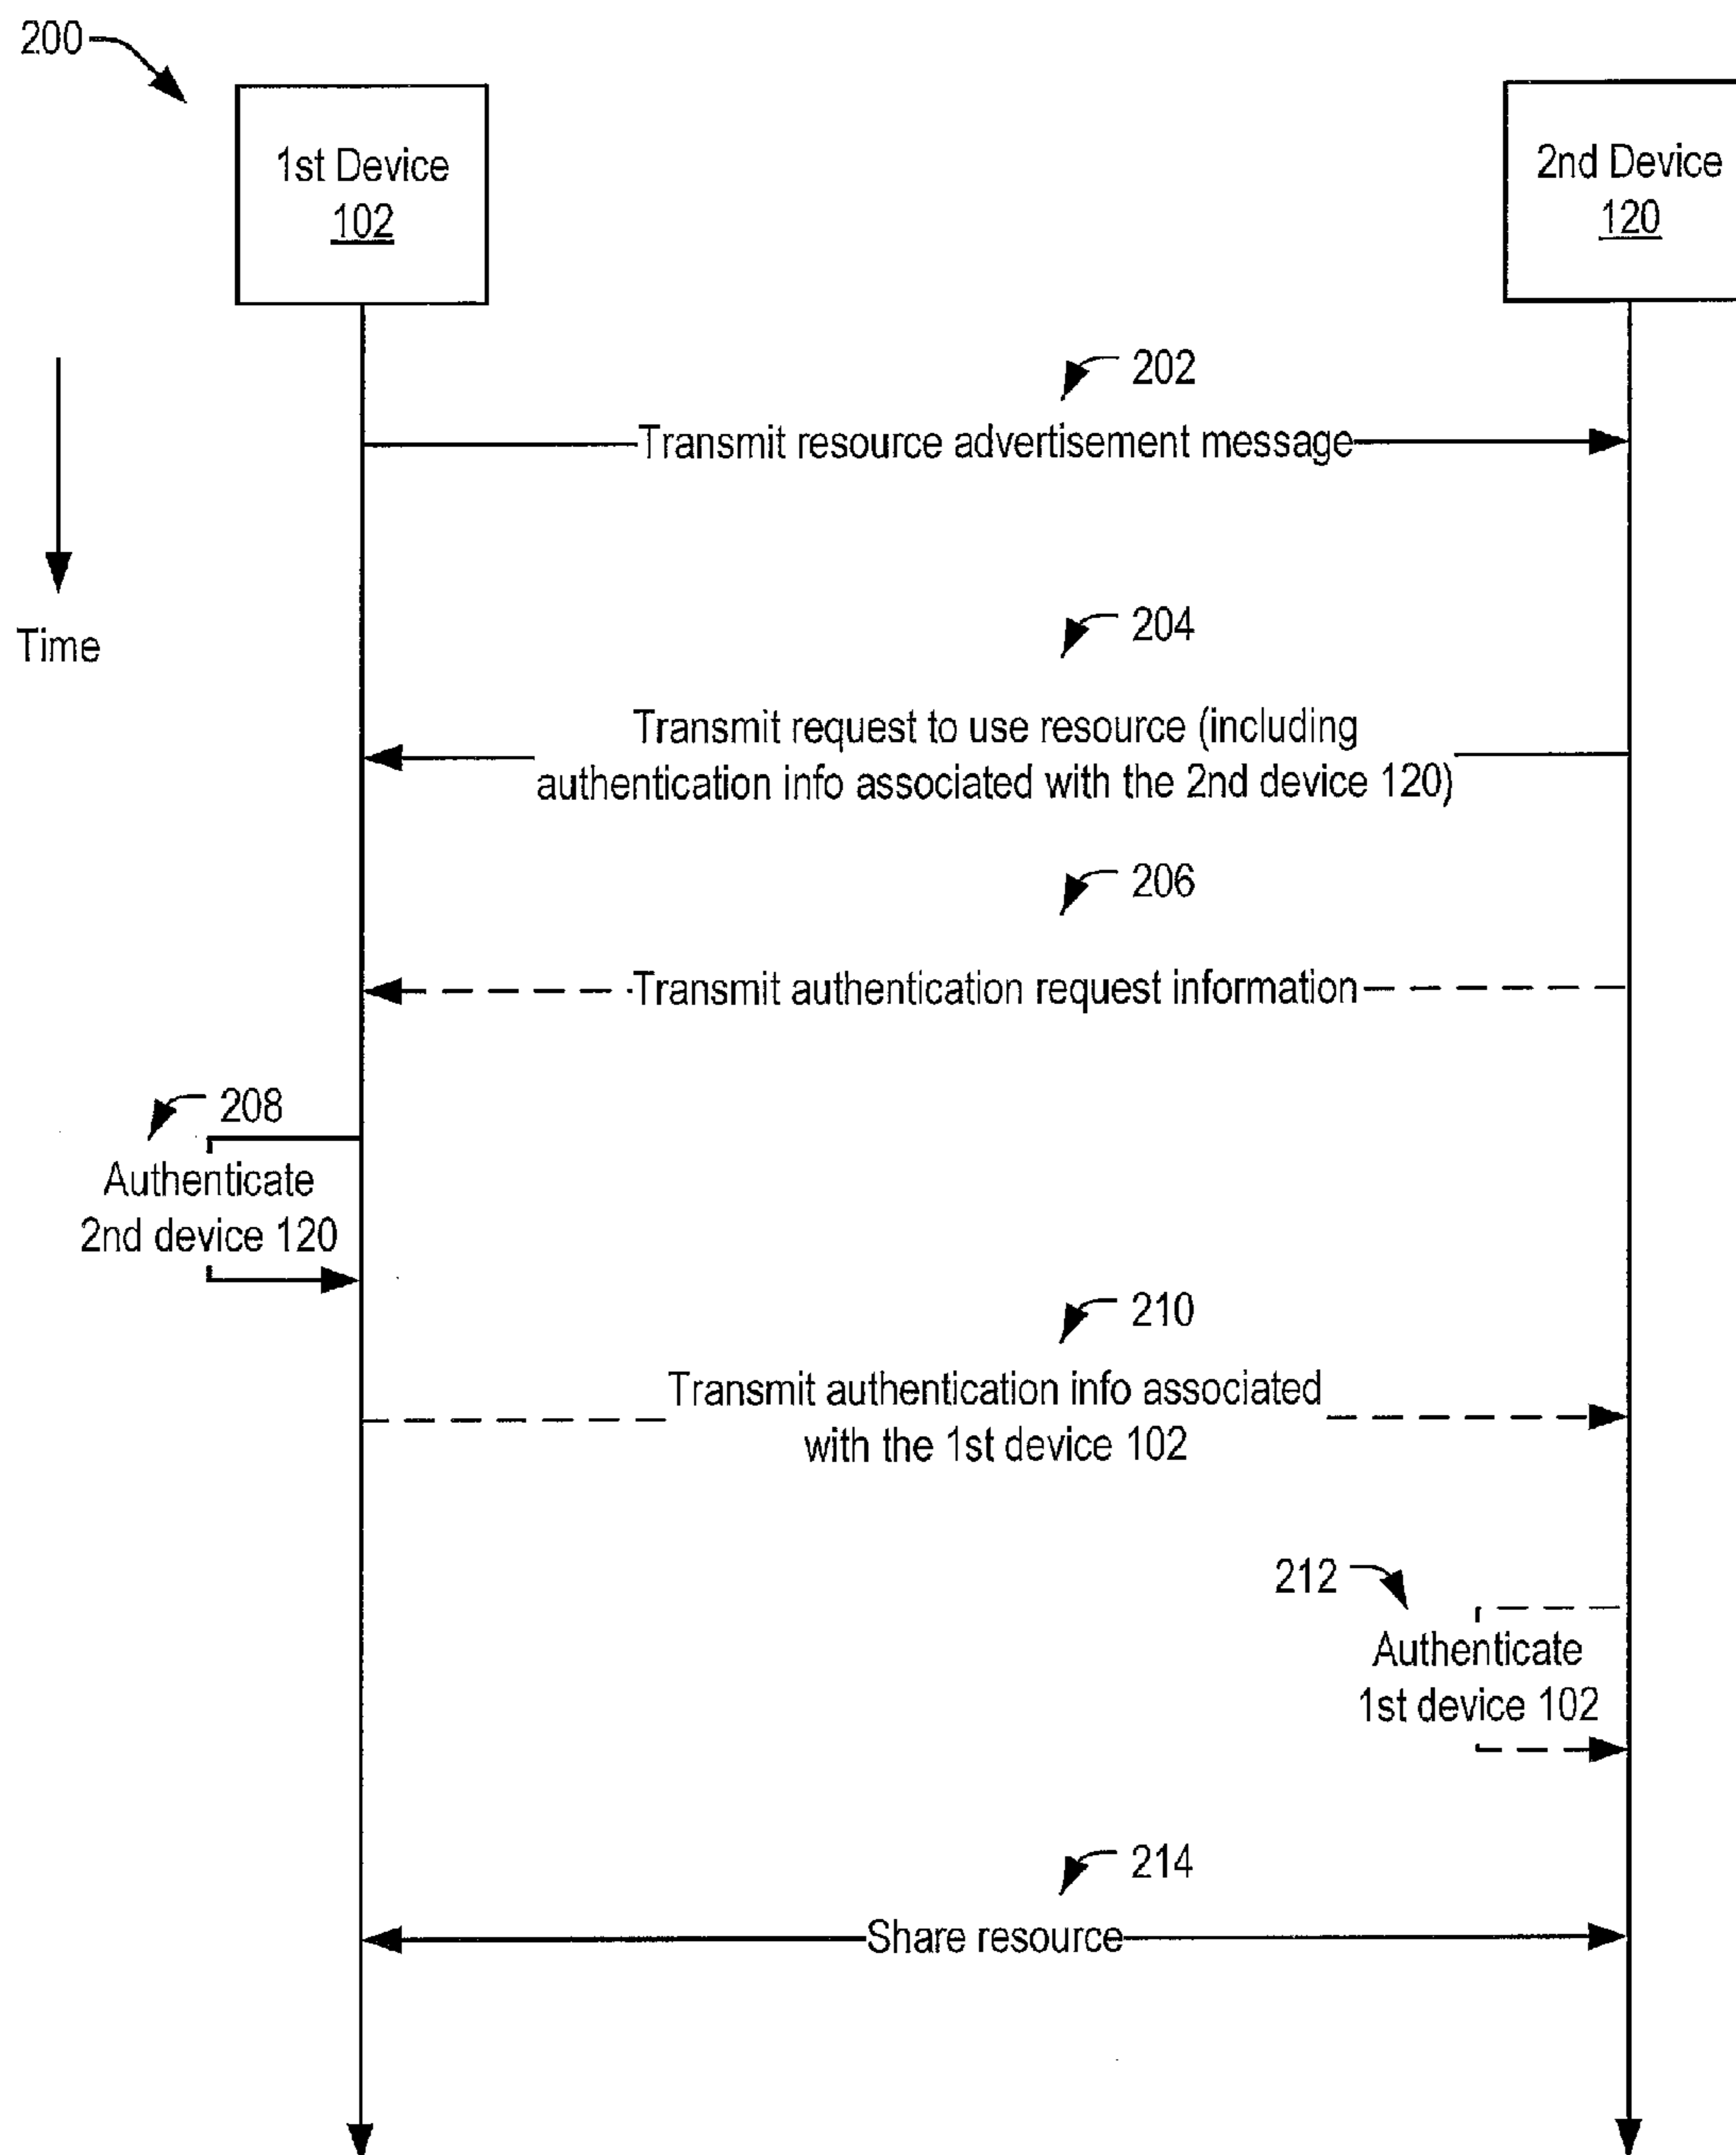 200
1st Device
102
2nd Device
120
202
Transmit resource advertisement message
Time
204
Transmit request to use resource (including
authentication info associated with the 2nd device 120)
206
Transmit authentication request information
208
Authenticate
2nd device 120
210
Transmit authentication info associated
with the 1st device 102
212
Authenticate
1st device 102
214
Share resource